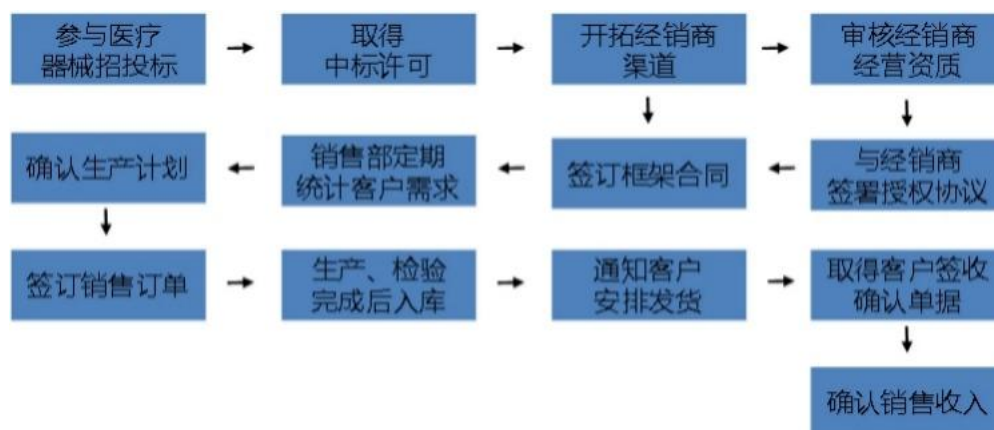 参与医疗
器械招投标
取得
中标许可
开拓经销商
渠道
审核经销商
经营资质
确认生产计划
销售部定期
统计客户需求
签订框架合同
与经销商
签署授权协议
签订销售订单
生产、检验
完成后入库
通知客户
安排发货
取得客户签收
确认单据
确认销售收入